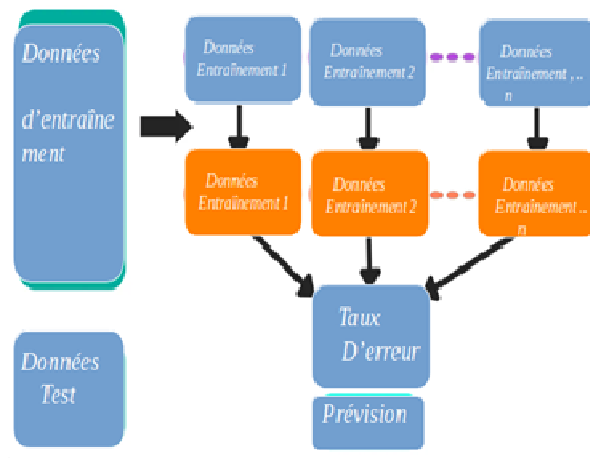 Données
d'entraîne
ment
Données
Entraînement 1
Données
Entraînement 2
Données
Entraînement , ..
n
Données
Entraînement 1
Données
Entrainement 2
Données
Entraînement ..
n
Taux
D'erreur
Prévision
Données
Test